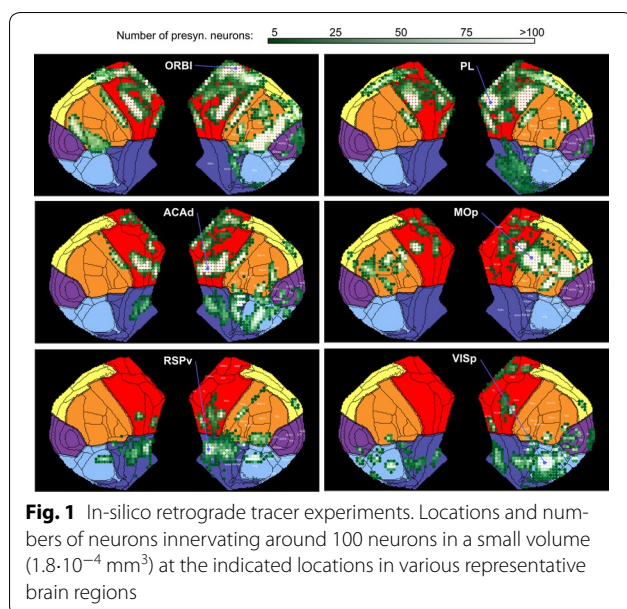 Number of presyn. neurons: 5 25 50 75 >100
ORBl PL
ACAd MOp
RSPv VISp
Fig. 1 In-silico retrograde tracer experiments. Locations and num-
bers of neurons innervating around 100 neurons in a small volume
(1.8·10⁻⁴ mm³) at the indicated locations in various representative
brain regions